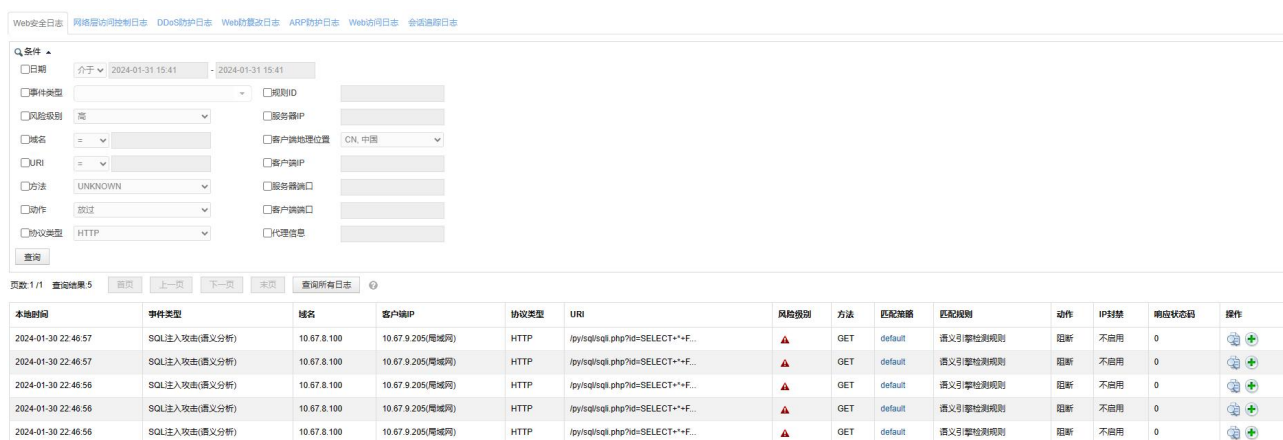 Web安全日志 网络层访问控制日志 DDoS防护日志 Web防篡改日志 ARP防护日志 Web访问日志 会话追踪日志
条件
日期 介于 2024-01-31 15:41 - 2024-01-31 15:41
事件类型 规则ID
风险级别 高 服务器IP
域名 = 客户端地理位置 CN, 中国
URI = 客户端IP
方法 UNKNOWN 服务器端口
动作 放过 客户端端口
协议类型 HTTP 代理信息
查询
页数:1 /1 查询结果:5 首页 上一页 下一页 末页 查询所有日志
本地时间 事件类型 域名 客户端IP 协议类型 URI 风险级别 方法 匹配策略 匹配规则 动作 IP封禁 响应状态码 操作
2024-01-30 22:46:57 SQL注入攻击(语义分析) 10.67.8.100 10.67.9.205(局域网) HTTP /py/sql/sqli.php?id=SELECT+*+F... GET default 语义引擎检测规则 阻断 不启用 0
2024-01-30 22:46:57 SQL注入攻击(语义分析) 10.67.8.100 10.67.9.205(局域网) HTTP /py/sql/sqli.php?id=SELECT+*+F... GET default 语义引擎检测规则 阻断 不启用 0
2024-01-30 22:46:56 SQL注入攻击(语义分析) 10.67.8.100 10.67.9.205(局域网) HTTP /py/sql/sqli.php?id=SELECT+*+F... GET default 语义引擎检测规则 阻断 不启用 0
2024-01-30 22:46:56 SQL注入攻击(语义分析) 10.67.8.100 10.67.9.205(局域网) HTTP /py/sql/sqli.php?id=SELECT+*+F... GET default 语义引擎检测规则 阻断 不启用 0
2024-01-30 22:46:56 SQL注入攻击(语义分析) 10.67.8.100 10.67.9.205(局域网) HTTP /py/sql/sqli.php?id=SELECT+*+F... GET default 语义引擎检测规则 阻断 不启用 0